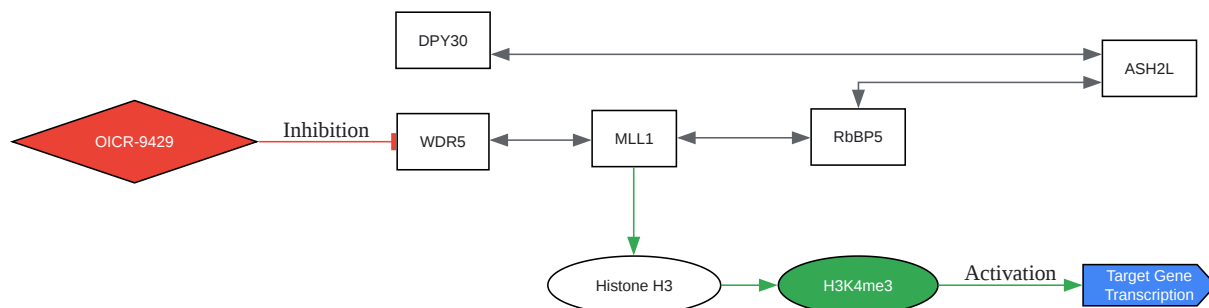 DPY30
ASH2L
Inhibition
OICR-9429
WDR5
MLL1
RbBP5
Activation
Histone H3
H3K4me3
Target Gene
Transcription